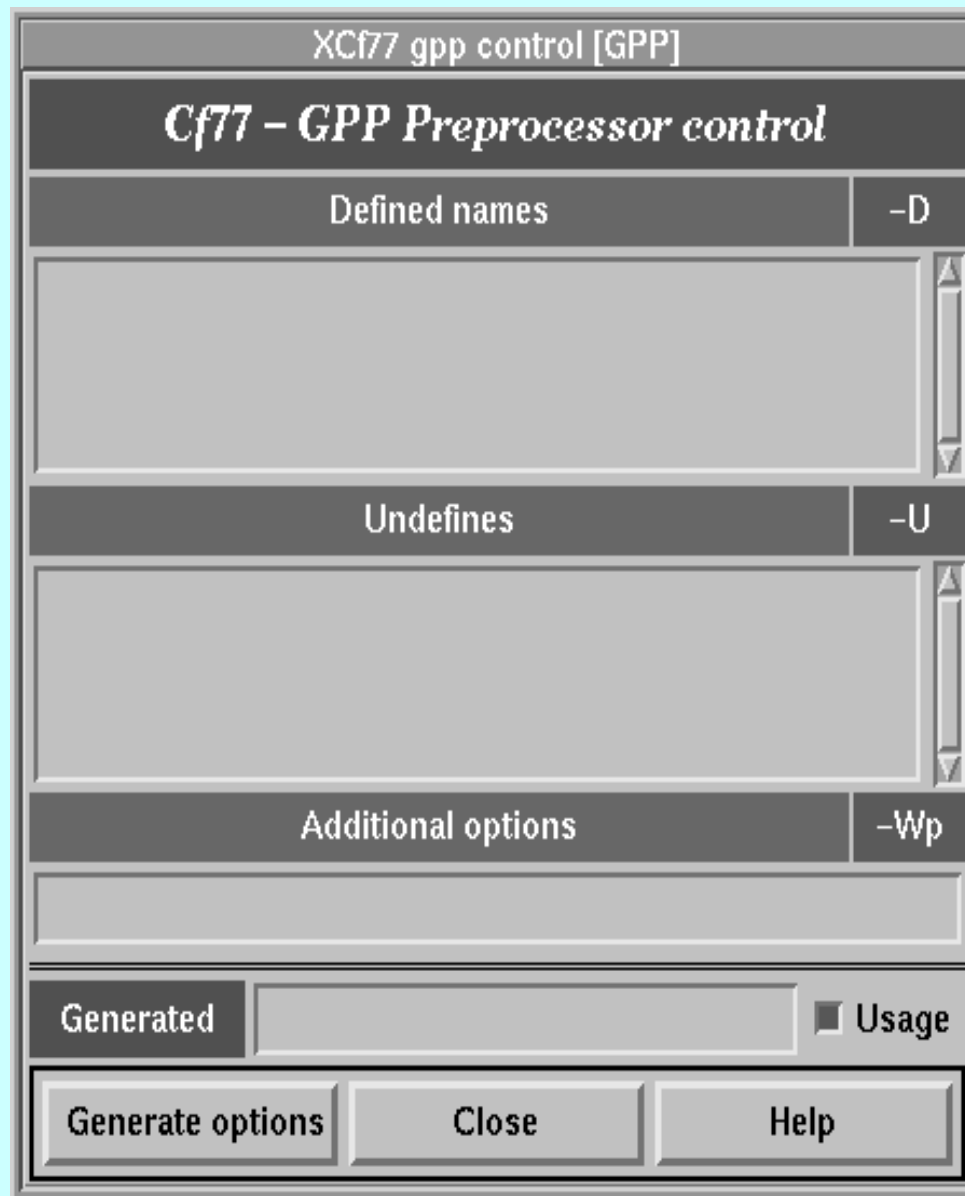 XCf77 gpp control [GPP]
Cf77 – GPP Preprocessor control
Defined names –D
Undefines –U
Additional options –Wp
Generated Usage
Generate options Close Help